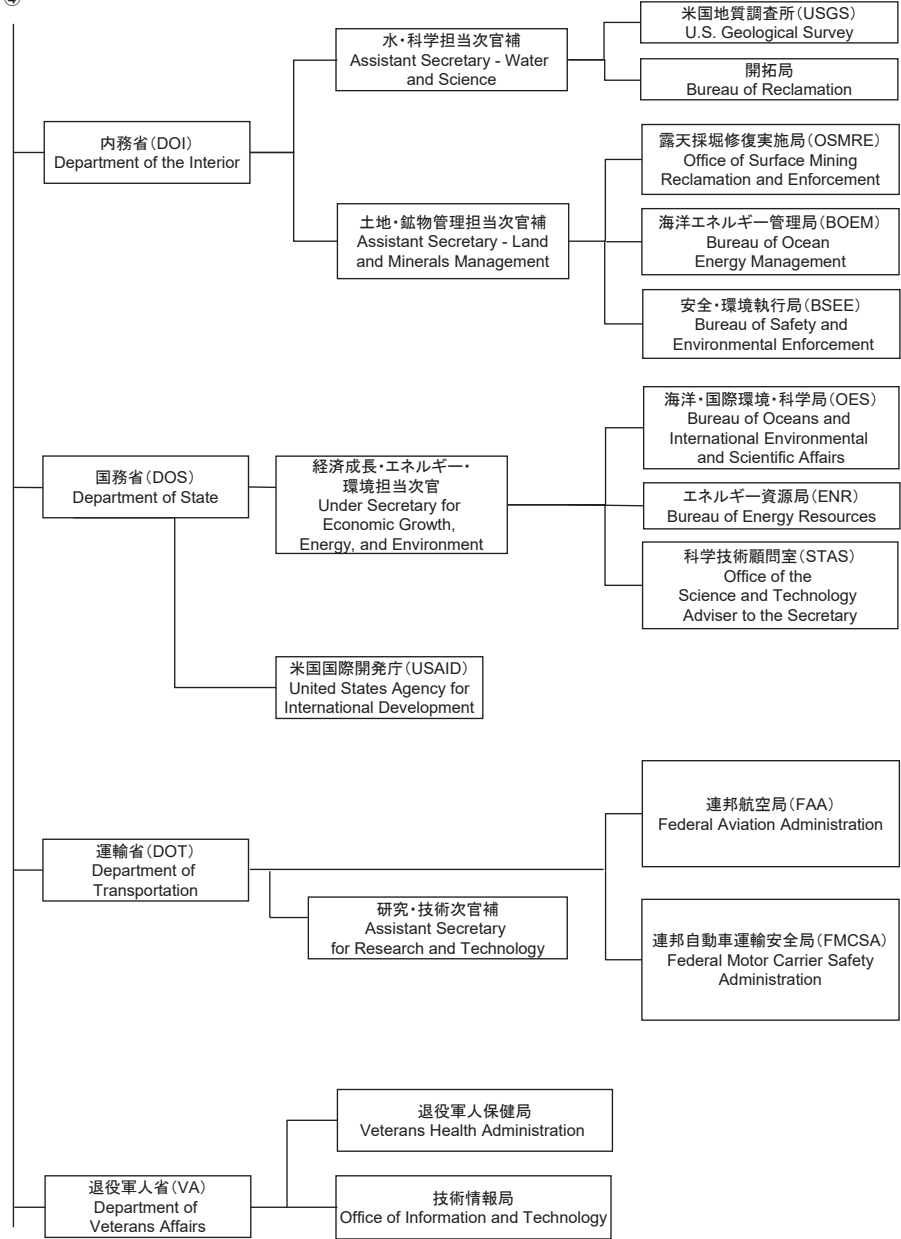 ④
米国地質調査所(USGS)
U.S. Geological Survey
水・科学担当次官補
Assistant Secretary - Water
and Science
開拓局
Bureau of Reclamation
内務省(DOI)
Department of the Interior
露天採掘修復実施局(OSMRE)
Office of Surface Mining
Reclamation and Enforcement
土地・鉱物管理担当次官補
Assistant Secretary - Land
and Minerals Management
海洋エネルギー管理局(BOEM)
Bureau of Ocean
Energy Management
安全・環境執行局(BSEE)
Bureau of Safety and
Environmental Enforcement
海洋・国際環境・科学局(OES)
Bureau of Oceans and
International Environmental
and Scientific Affairs
国務省(DOS)
Department of State
経済成長・エネルギー・
環境担当次官
Under Secretary for
Economic Growth,
Energy, and Environment
エネルギー資源局(ENR)
Bureau of Energy Resources
科学技術顧問室(STAS)
Office of the
Science and Technology
Adviser to the Secretary
米国国際開発庁(USAID)
United States Agency for
International Development
連邦航空局(FAA)
Federal Aviation Administration
運輸省(DOT)
Department of
Transportation
研究・技術次官補
Assistant Secretary
for Research and Technology
連邦自動車運輸安全局(FMCSA)
Federal Motor Carrier Safety
Administration
退役軍人保健局
Veterans Health Administration
退役軍人省(VA)
Department of
Veterans Affairs
技術情報局
Office of Information and Technology